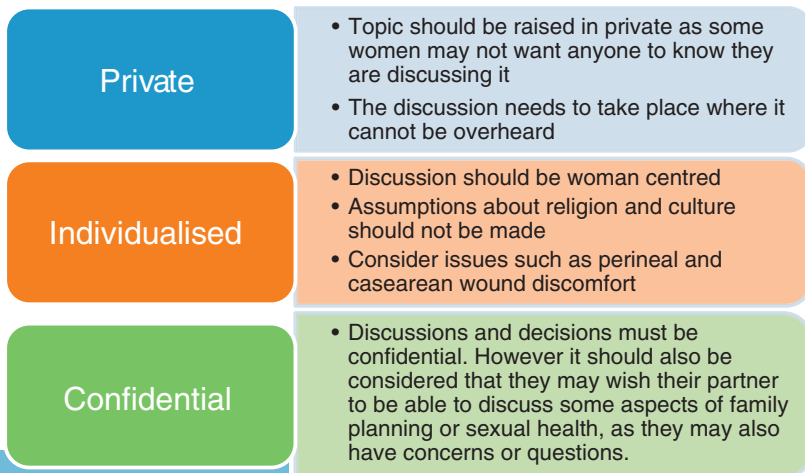 Private
• Topic should be raised in private as some
women may not want anyone to know they
are discussing it
• The discussion needs to take place where it
cannot be overheard
Individualised
• Discussion should be woman centred
• Assumptions about religion and culture
should not be made
• Consider issues such as perineal and
casearean wound discomfort
Confidential
• Discussions and decisions must be
confidential. However it should also be
considered that they may wish their partner
to be able to discuss some aspects of family
planning or sexual health, as they may also
have concerns or questions.